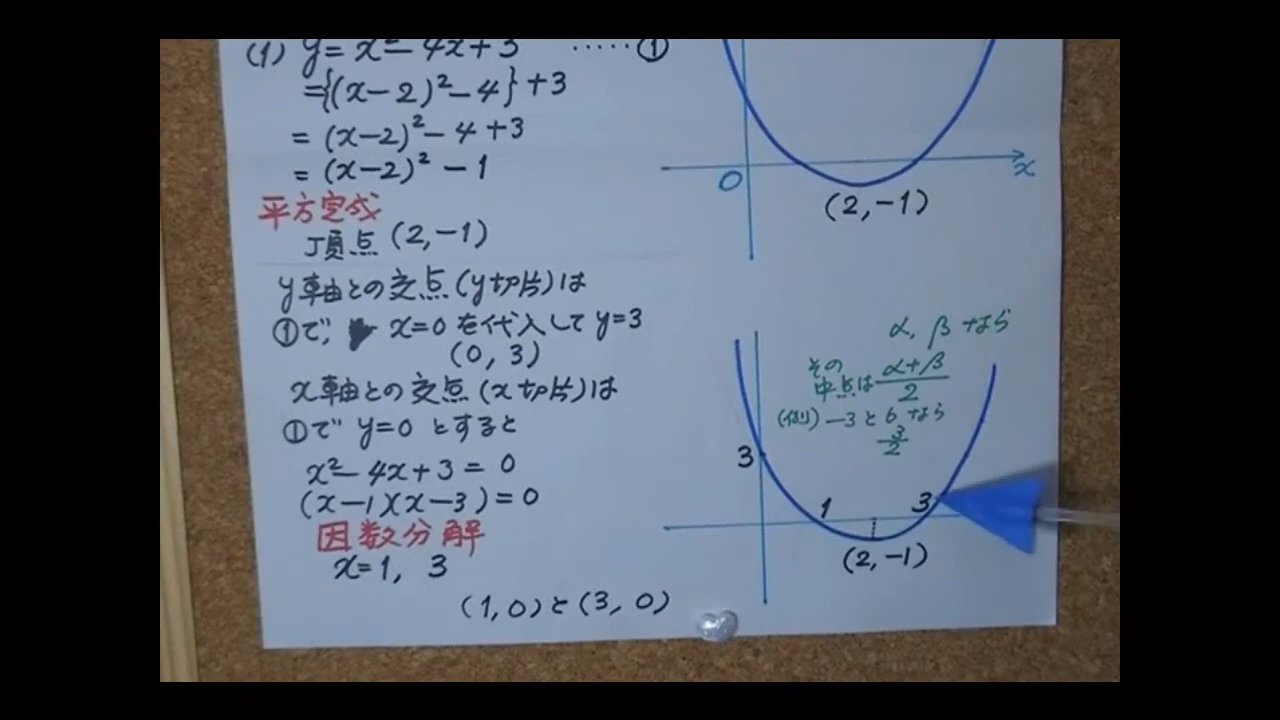 (1) y = x² - 4x + 3 ····· ①
= {(x-2)² - 4} + 3
= (x-2)² - 4 + 3
= (x-2)² - 1
平方完成
頂点 (2, -1)
y軸との交点(y切片)は
①で, x=0 を代入して y=3
(0, 3)
x軸との交点(x切片)は
①で y=0 とすると
x² - 4x + 3 = 0
(x-1)(x-3) = 0
因数分解
x=1, 3
(1, 0) と (3, 0)
O
x
(2, -1)
α, β なら
その
中点は α+β/2
(例) -3と6なら
3/2
3
1
3
(2, -1)